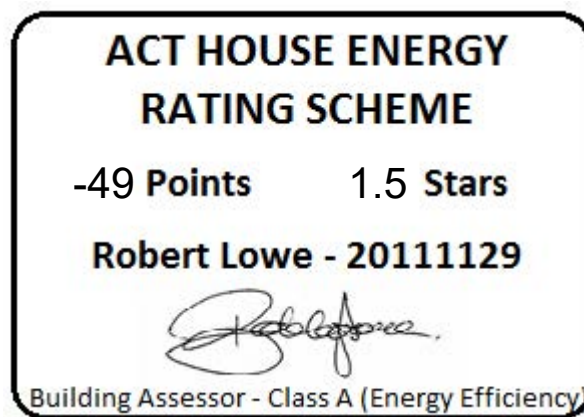 ACT HOUSE ENERGY
RATING SCHEME
-49 Points 1.5 Stars
Robert Lowe - 20111129
Building Assessor - Class A (Energy Efficiency)